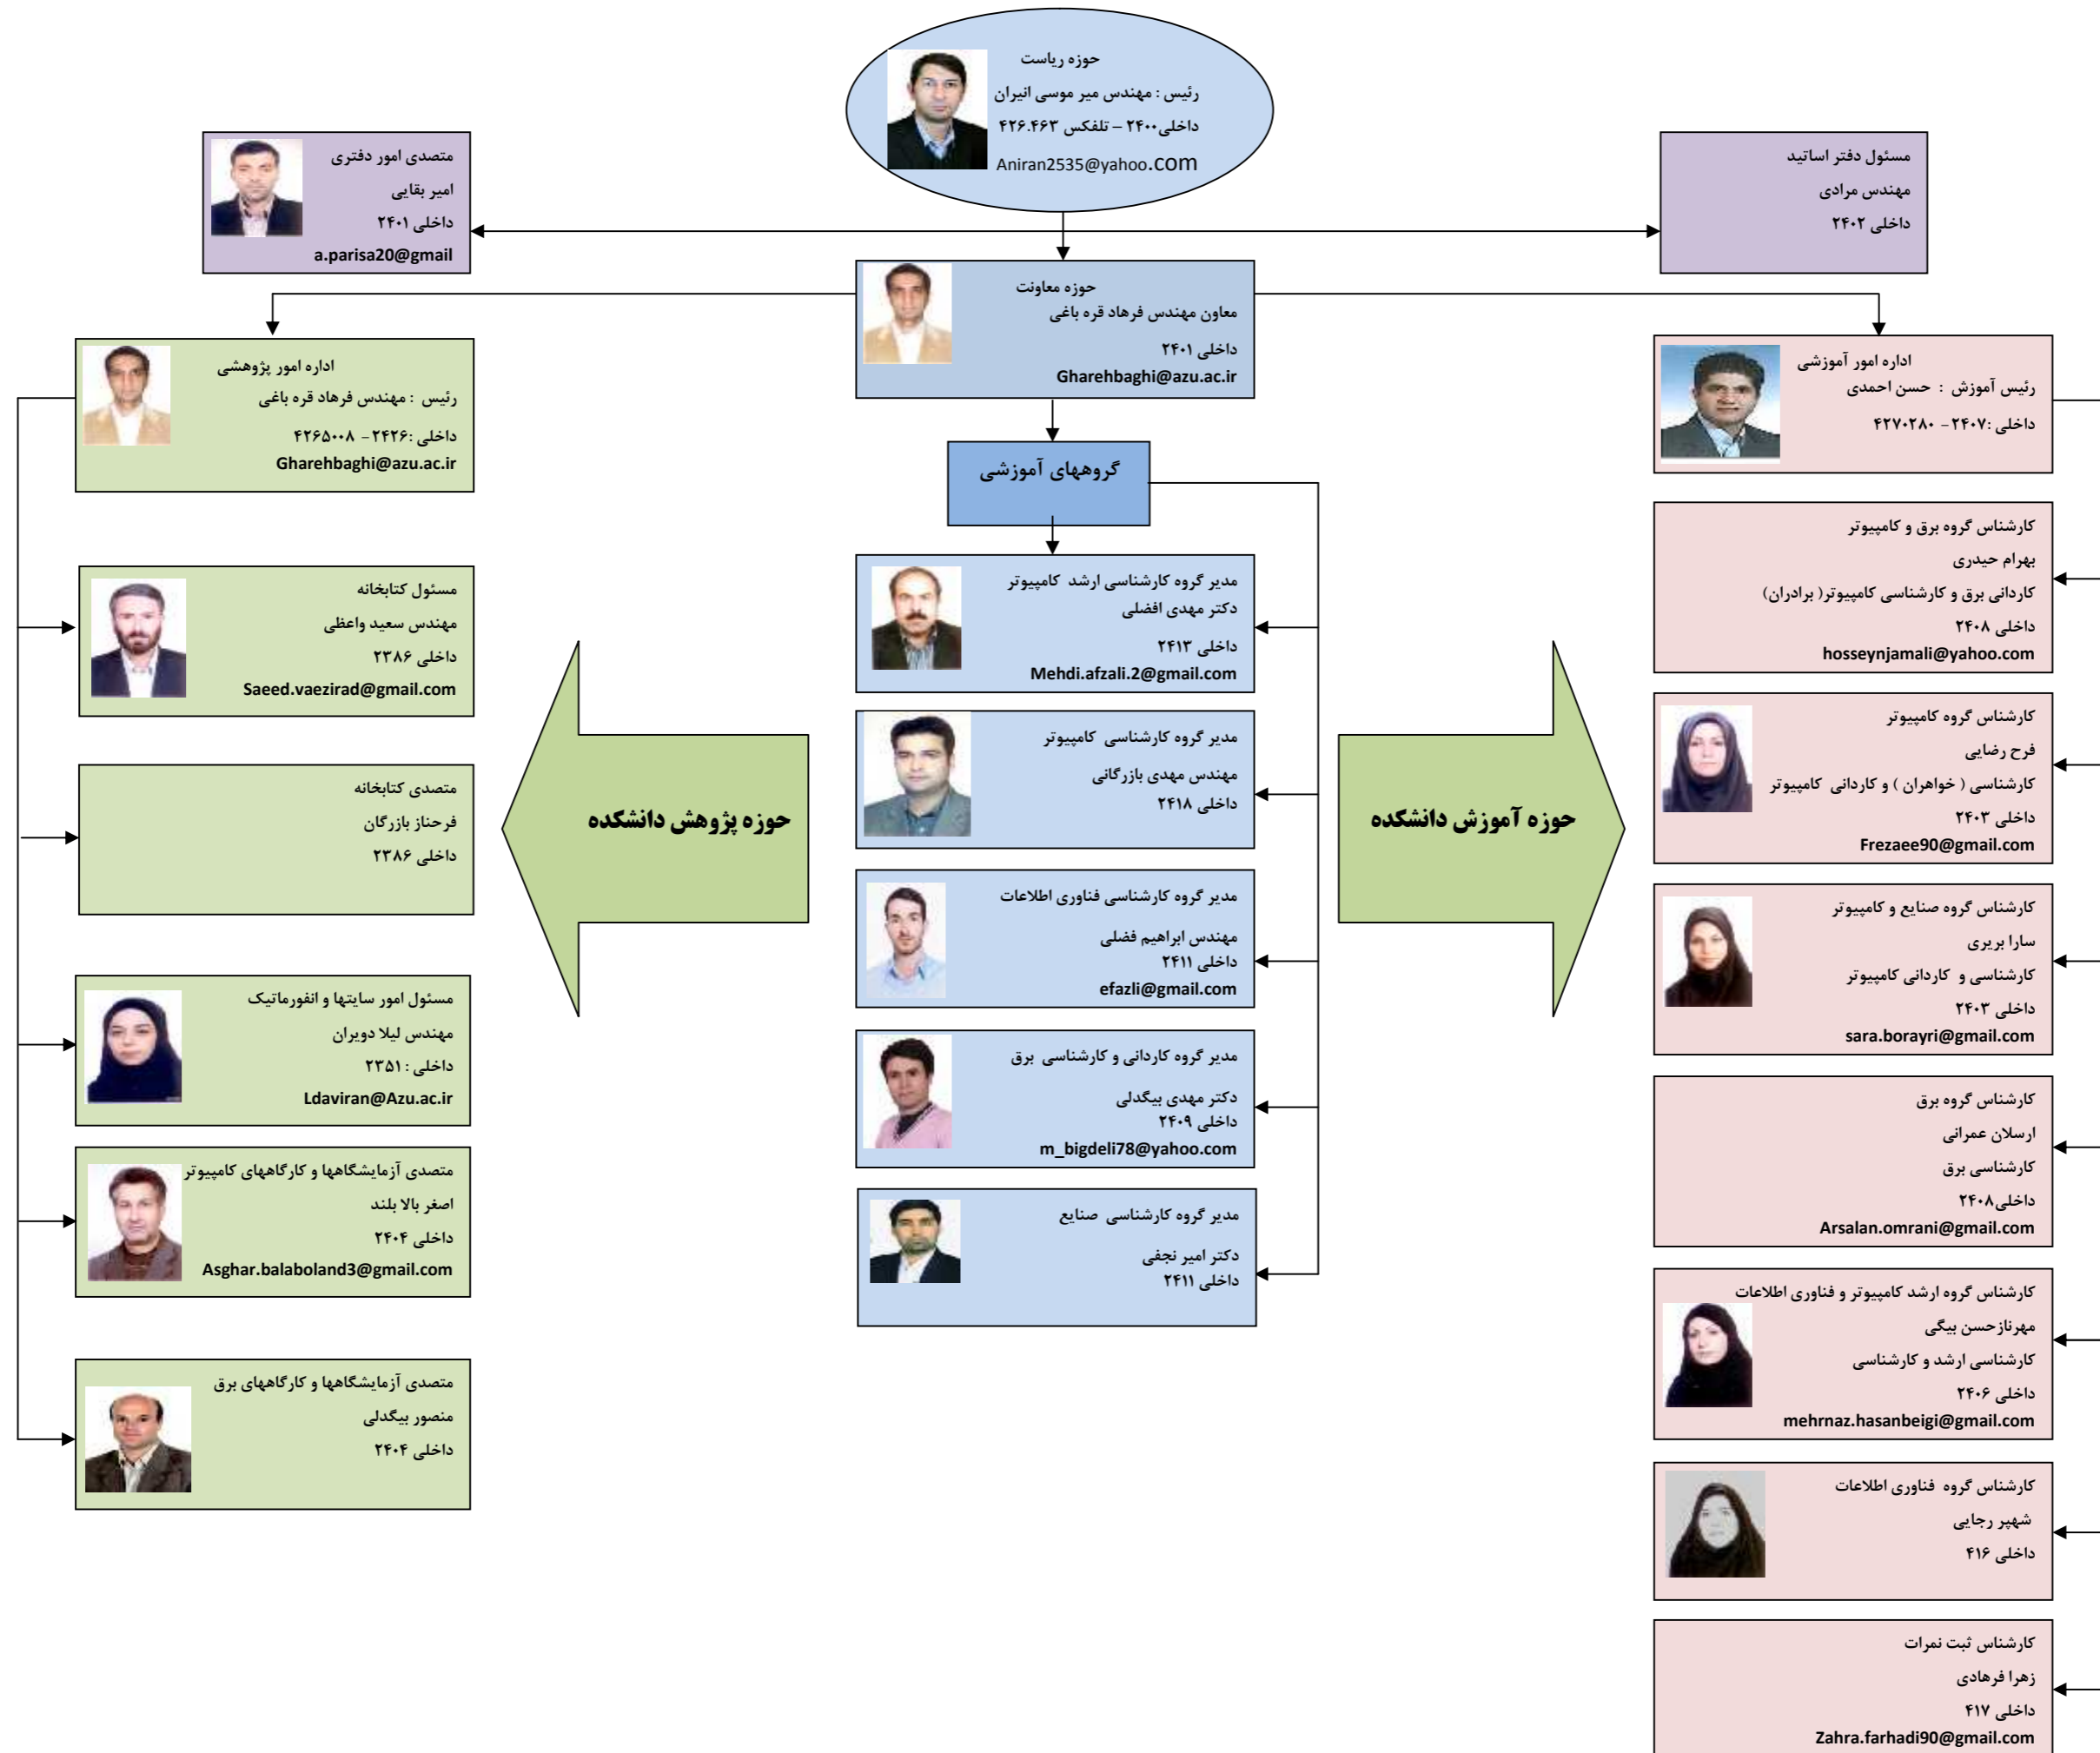 حوزه ریاست
رئیس : مهندس میر موسی انیران
داخلی۲۴۰۰ – تلفکس ۴۲۶.۴۶۳
Aniran2535@yahoo.com
متصدی امور دفتری
امیر بقایی
داخلی ۲۴۰۱
a.parisa20@gmail
مسئول دفتر اساتید
مهندس مرادی
داخلی ۲۴۰۲
حوزه معاونت
معاون مهندس فرهاد قره باغی
داخلی ۲۴۰۱
Gharehbaghi@azu.ac.ir
اداره امور پژوهشی
رئیس : مهندس فرهاد قره باغی
داخلی :۲۴۲۶- ۴۲۶۵۰۰۸
Gharehbaghi@azu.ac.ir
اداره امور آموزشی
رئیس آموزش : حسن احمدی
داخلی :۲۴۰۷- ۴۲۷۰۲۸۰
گروههای آموزشی
مدیر گروه کارشناسی ارشد کامپیوتر
دکتر مهدی افضلی
داخلی ۲۴۱۳
Mehdi.afzali.2@gmail.com
مدیر گروه کارشناسی کامپیوتر
مهندس مهدی بازرگانی
داخلی ۲۴۱۸
مدیر گروه کارشناسی فناوری اطلاعات
مهندس ابراهیم فضلی
داخلی ۲۴۱۱
efazli@gmail.com
مدیر گروه کاردانی و کارشناسی برق
دکتر مهدی بیگدلی
داخلی ۲۴۰۹
m_bigdeli78@yahoo.com
مدیر گروه کارشناسی صنایع
دکتر امیر نجفی
داخلی ۲۴۱۱
حوزه پژوهش دانشکده
حوزه آموزش دانشکده
مسئول کتابخانه
مهندس سعید واعظی
داخلی ۲۳۸۶
Saeed.vaezirad@gmail.com
متصدی کتابخانه
فرحناز بازرگان
داخلی ۲۳۸۶
مسئول امور سایتها و انفورماتیک
مهندس لیلا دویران
داخلی : ۲۳۵۱
Ldaviran@Azu.ac.ir
متصدی آزمایشگاهها و کارگاههای کامپیوتر
اصغر بالا بلند
داخلی ۲۴۰۴
Asghar.balaboland3@gmail.com
متصدی آزمایشگاهها و کارگاههای برق
منصور بیگدلی
داخلی ۲۴۰۴
کارشناس گروه برق و کامپیوتر
بهرام حیدری
کاردانی برق و کارشناسی کامپیوتر( برادران)
داخلی ۲۴۰۸
hosseynjamali@yahoo.com
کارشناس گروه کامپیوتر
فرح رضایی
کارشناسی ( خواهران ) و کاردانی کامپیوتر
داخلی ۲۴۰۳
Frezaee90@gmail.com
کارشناس گروه صنایع و کامپیوتر
سارا بریری
کارشناسی و کاردانی کامپیوتر
داخلی ۲۴۰۳
sara.borayri@gmail.com
کارشناس گروه برق
ارسلان عمرانی
کارشناسی برق
داخلی۲۴۰۸
Arsalan.omrani@gmail.com
کارشناس گروه ارشد کامپیوتر و فناوری اطلاعات
مهرنازحسن بیگی
کارشناسی ارشد و کارشناسی
داخلی ۲۴۰۶
mehrnaz.hasanbeigi@gmail.com
کارشناس گروه فناوری اطلاعات
شهپر رجایی
داخلی ۴۱۶
کارشناس ثبت نمرات
زهرا فرهادی
داخلی ۴۱۷
Zahra.farhadi90@gmail.com